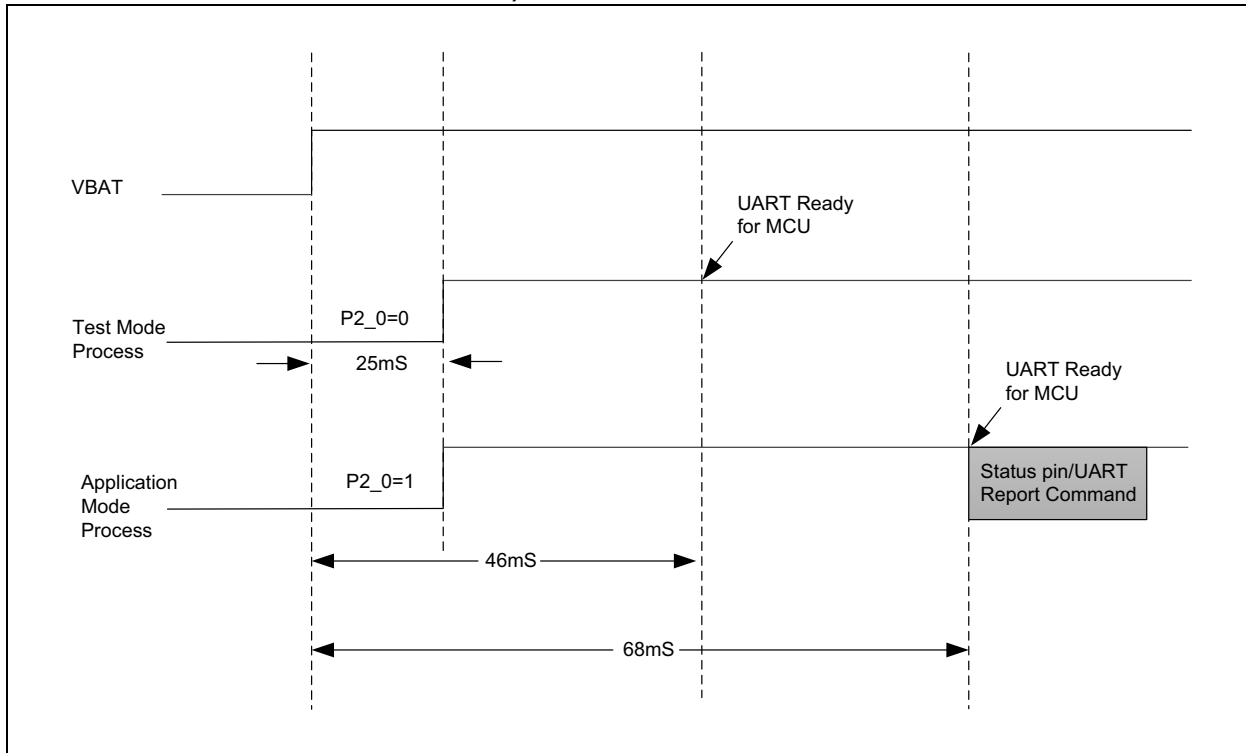 VBAT
UART Ready
for MCU
P2_0=0
Test Mode
Process
25mS
UART Ready
for MCU
Application
Mode
Process
P2_0=1
Status pin/UART
Report Command
46mS
68mS